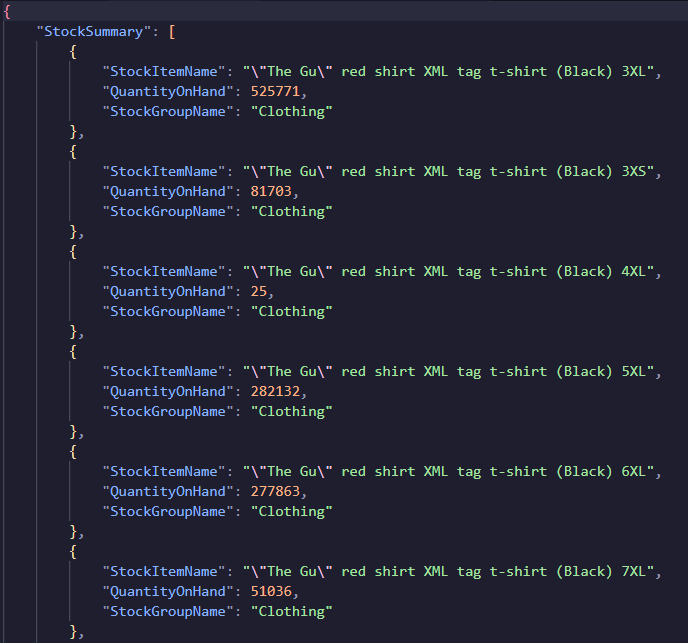 {
"StockSummary": [
{
"StockItemName": "\"The Gu\" red shirt XML tag t-shirt (Black) 3XL",
"QuantityOnHand": 525771,
"StockGroupName": "Clothing"
},
{
"StockItemName": "\"The Gu\" red shirt XML tag t-shirt (Black) 3XS",
"QuantityOnHand": 81703,
"StockGroupName": "Clothing"
},
{
"StockItemName": "\"The Gu\" red shirt XML tag t-shirt (Black) 4XL",
"QuantityOnHand": 25,
"StockGroupName": "Clothing"
},
{
"StockItemName": "\"The Gu\" red shirt XML tag t-shirt (Black) 5XL",
"QuantityOnHand": 282132,
"StockGroupName": "Clothing"
},
{
"StockItemName": "\"The Gu\" red shirt XML tag t-shirt (Black) 6XL",
"QuantityOnHand": 277863,
"StockGroupName": "Clothing"
},
{
"StockItemName": "\"The Gu\" red shirt XML tag t-shirt (Black) 7XL",
"QuantityOnHand": 51036,
"StockGroupName": "Clothing"
},